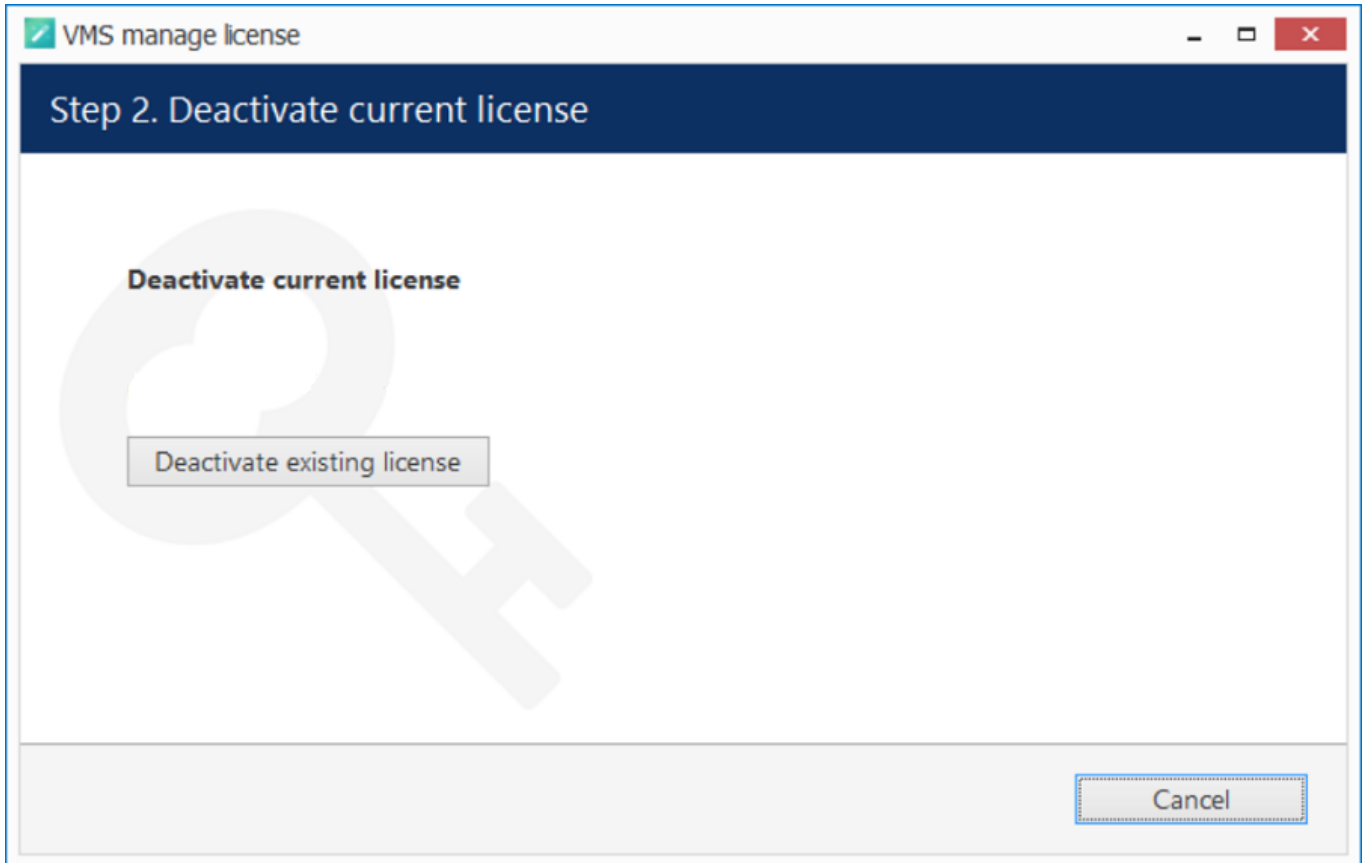 VMS manage license
Step 2. Deactivate current license
Deactivate current license
Deactivate existing license
Cancel